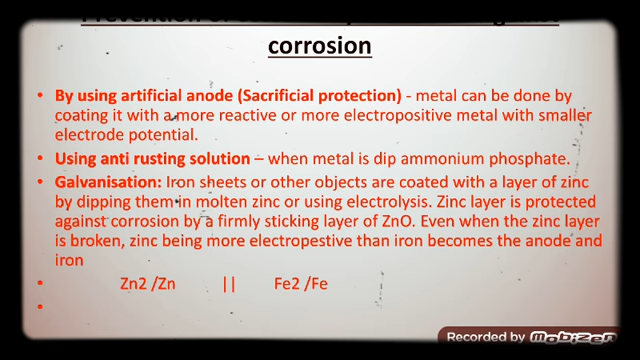 corrosion
• By using artificial anode (Sacrificial protection) - metal can be done by
coating it with a more reactive or more electropositive metal with smaller
electrode potential.
• Using anti rusting solution – when metal is dip ammonium phosphate.
• Galvanisation: Iron sheets or other objects are coated with a layer of zinc
by dipping them in molten zinc or using electrolysis. Zinc layer is protected
against corrosion by a firmly sticking layer of ZnO. Even when the zinc layer
is broken, zinc being more electropestive than iron becomes the anode and
iron
• Zn2 /Zn || Fe2 /Fe
•
Recorded by Mobizen